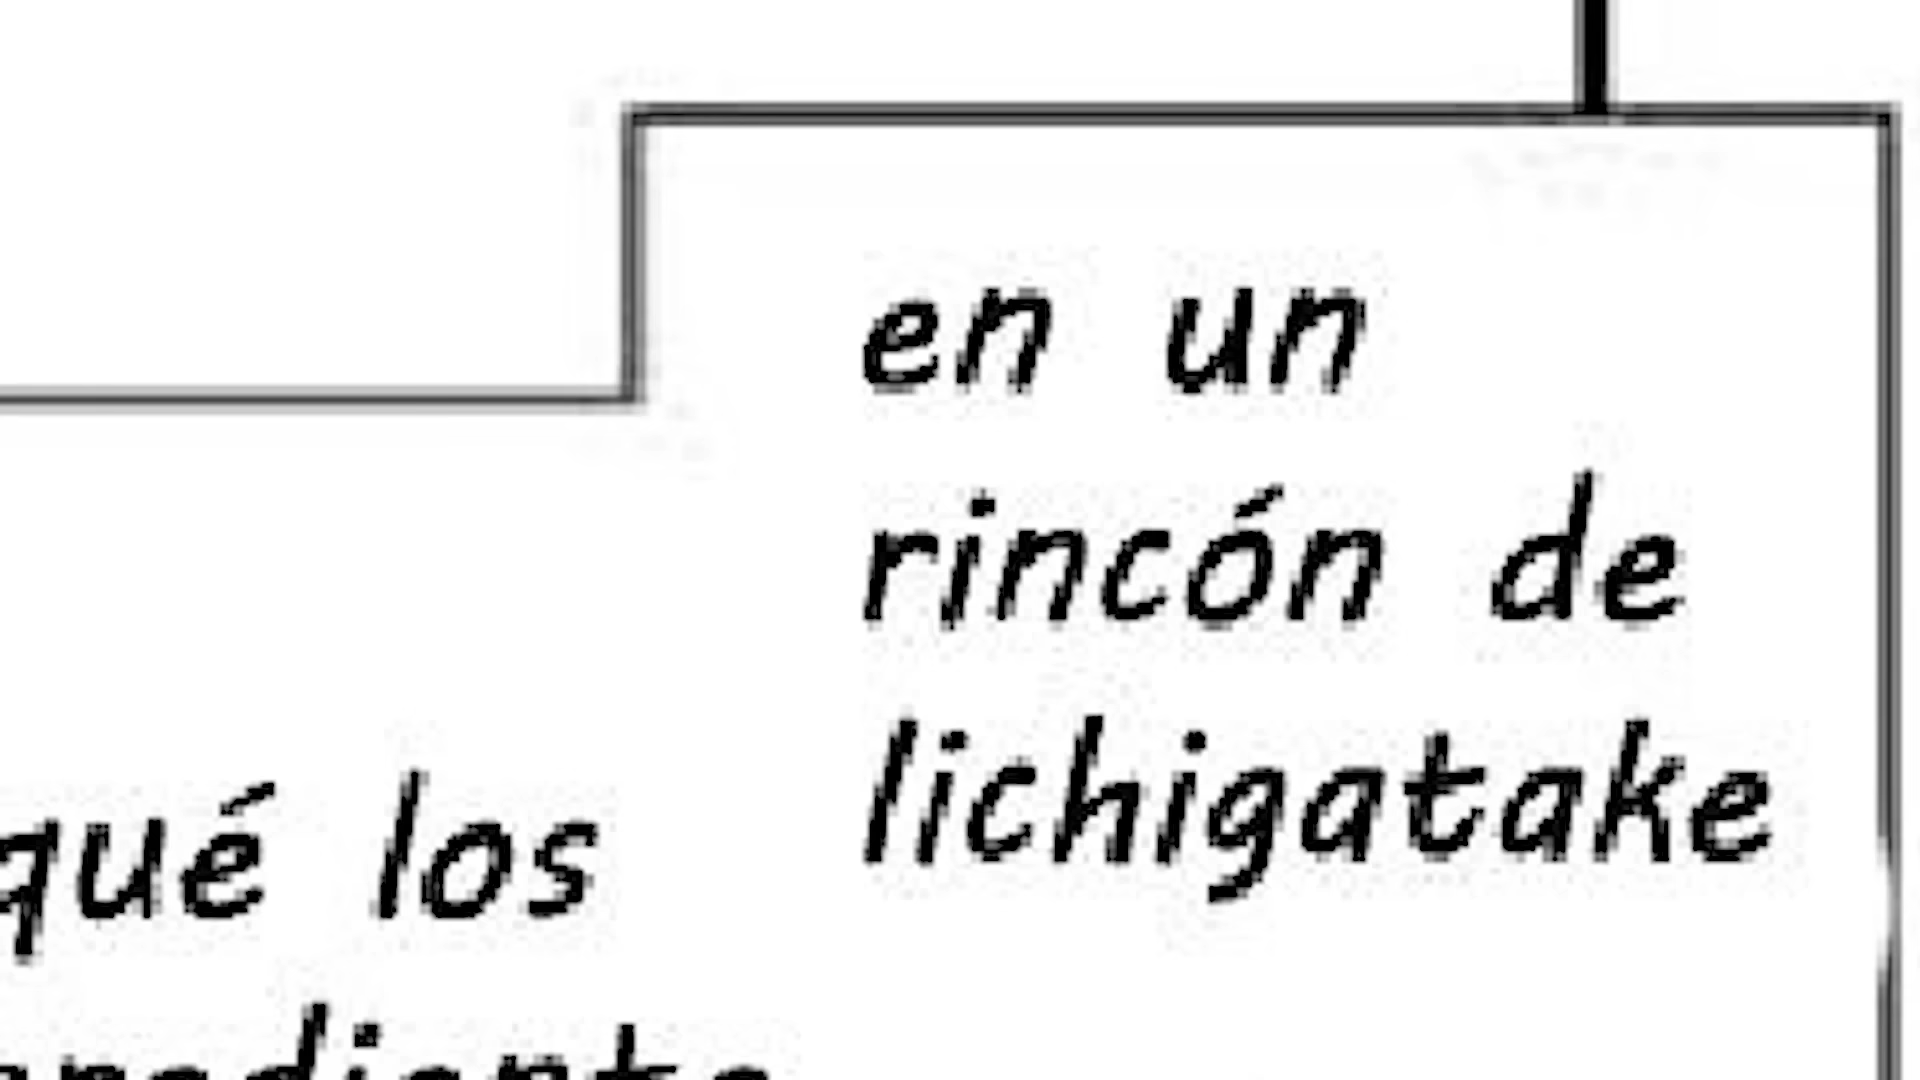 en un
rincón de
lichigatake
qué los